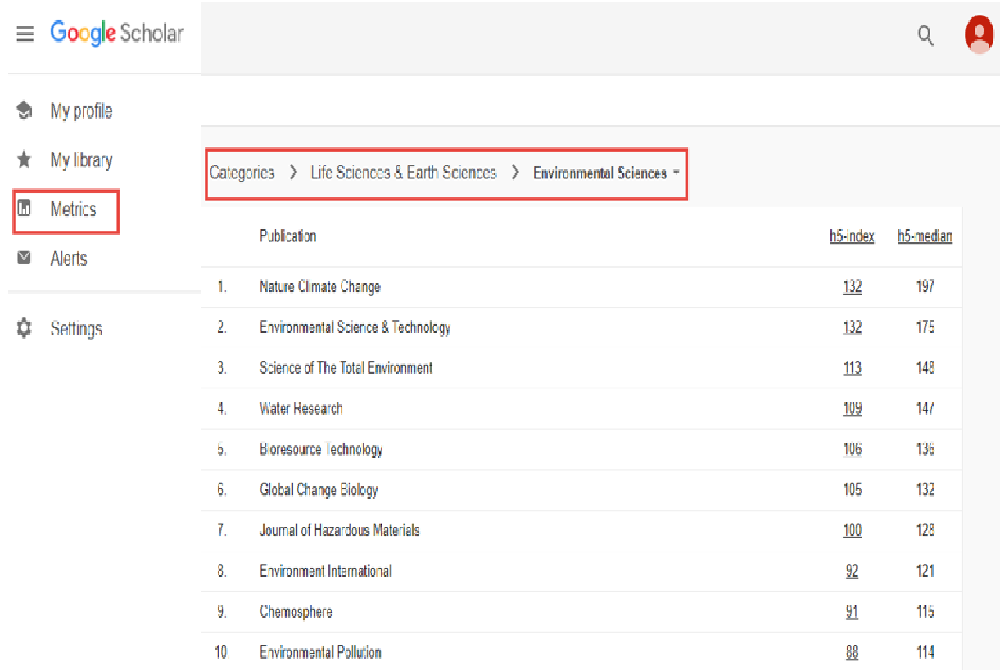 Google Scholar
My profile
My library
Metrics
Alerts
Settings
Categories > Life Sciences & Earth Sciences > Environmental Sciences
Publication h5-index h5-median
1. Nature Climate Change 132 197
2. Environmental Science & Technology 132 175
3. Science of The Total Environment 113 148
4. Water Research 109 147
5. Bioresource Technology 106 136
6. Global Change Biology 105 132
7. Journal of Hazardous Materials 100 128
8. Environment International 92 121
9. Chemosphere 91 115
10. Environmental Pollution 88 114